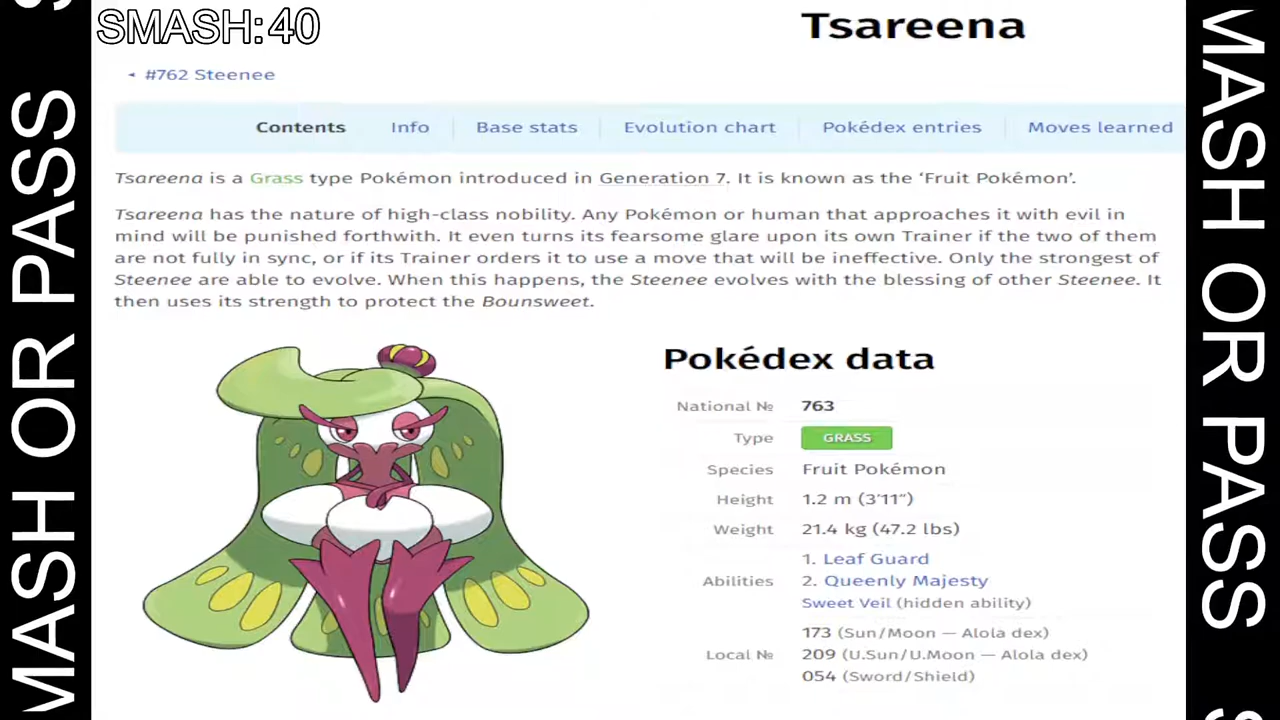 SMASH:40
Tsareena
#762 Steenee
Contents Info Base stats Evolution chart Pokédex entries Moves learned
Tsareena is a Grass type Pokémon introduced in Generation 7. It is known as the ‘Fruit Pokémon’.
Tsareena has the nature of high-class nobility. Any Pokémon or human that approaches it with evil in
mind will be punished forthwith. It even turns its fearsome glare upon its own Trainer if the two of them
are not fully in sync, or if its Trainer orders it to use a move that will be ineffective. Only the strongest of
Steenee are able to evolve. When this happens, the Steenee evolves with the blessing of other Steenee. It
then uses its strength to protect the Bounsweet.
Pokédex data
National № 763
Type GRASS
Species Fruit Pokémon
Height 1.2 m (3′11″)
Weight 21.4 kg (47.2 lbs)
Abilities 1. Leaf Guard
2. Queenly Majesty
Sweet Veil (hidden ability)
Local № 173 (Sun/Moon — Alola dex)
209 (U.Sun/U.Moon — Alola dex)
054 (Sword/Shield)
MASH OR PASS
S
MASH OR PASS
S